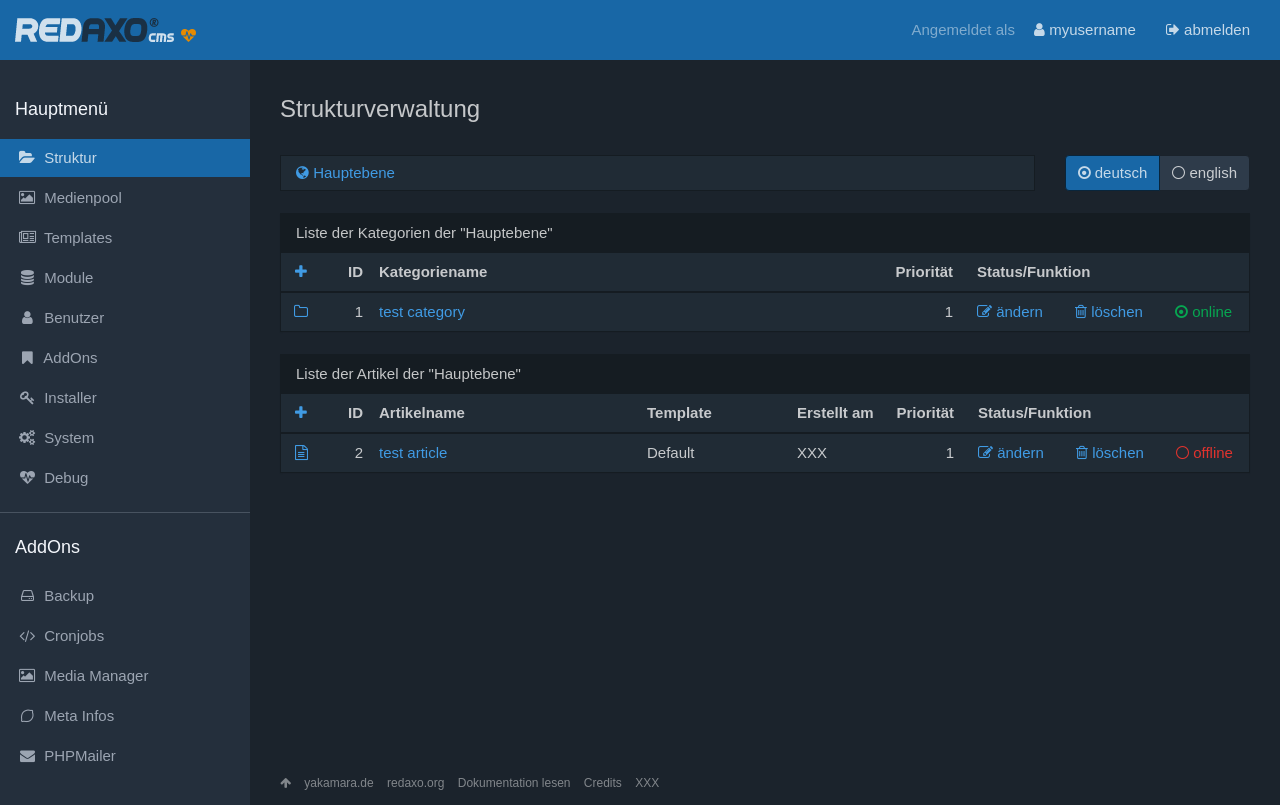 REDAXO® cms
Angemeldet als myusername abmelden
Hauptmenü
Struktur
Medienpool
Templates
Module
Benutzer
AddOns
Installer
System
Debug
AddOns
Backup
Cronjobs
Media Manager
Meta Infos
PHPMailer
Strukturverwaltung
Hauptebene
deutsch english
Liste der Kategorien der "Hauptebene"
ID Kategoriename Priorität Status/Funktion
1 test category 1 ändern löschen online
Liste der Artikel der "Hauptebene"
ID Artikelname Template Erstellt am Priorität Status/Funktion
2 test article Default XXX 1 ändern löschen offline
yakamara.de redaxo.org Dokumentation lesen Credits XXX